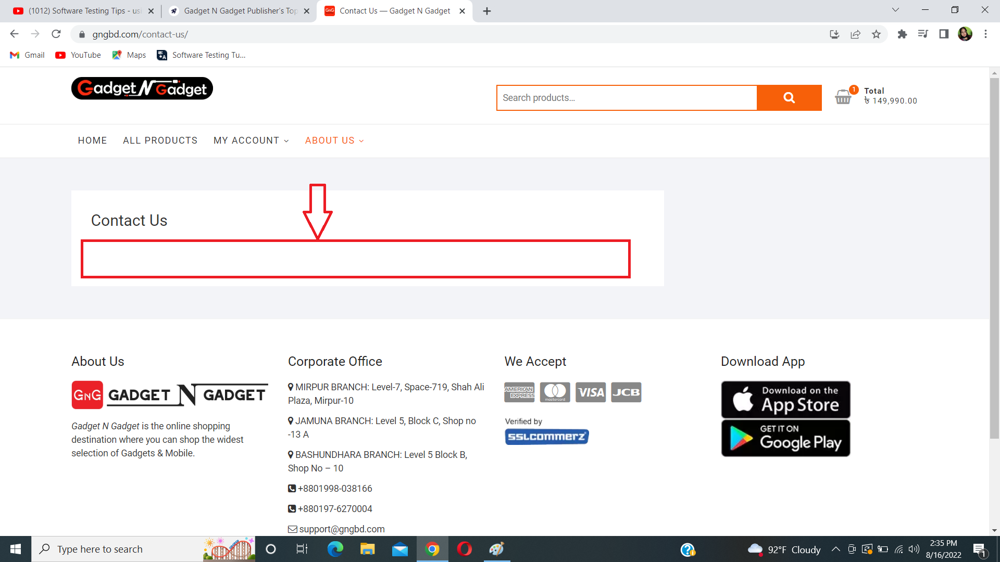 (1012) Software Testing Tips - usi
Gadget N Gadget Publisher's Top
GNG Contact Us — Gadget N Gadget
gngbd.com/contact-us/
Gmail YouTube Maps Software Testing Tu...
Gadget N Gadget
Search products...
1
Total
৳ 149,990.00
HOME ALL PRODUCTS MY ACCOUNT ABOUT US
Contact Us
About Us
GNG GADGET N GADGET
Gadget N Gadget is the online shopping
destination where you can shop the widest
selection of Gadgets & Mobile.
Corporate Office
MIRPUR BRANCH: Level-7, Space-719, Shah Ali
Plaza, Mirpur-10
JAMUNA BRANCH: Level 5, Block C, Shop no
-13 A
BASHUNDHARA BRANCH: Level 5 Block B,
Shop No – 10
+8801998-038166
+880197-6270004
support@gngbd.com
We Accept
AMERICAN EXPRESS mastercard VISA JCB
Verified by
SSLCOMMERZ
Download App
Download on the
App Store
GET IT ON
Google Play
Type here to search
92°F Cloudy
2:35 PM
8/16/2022
1